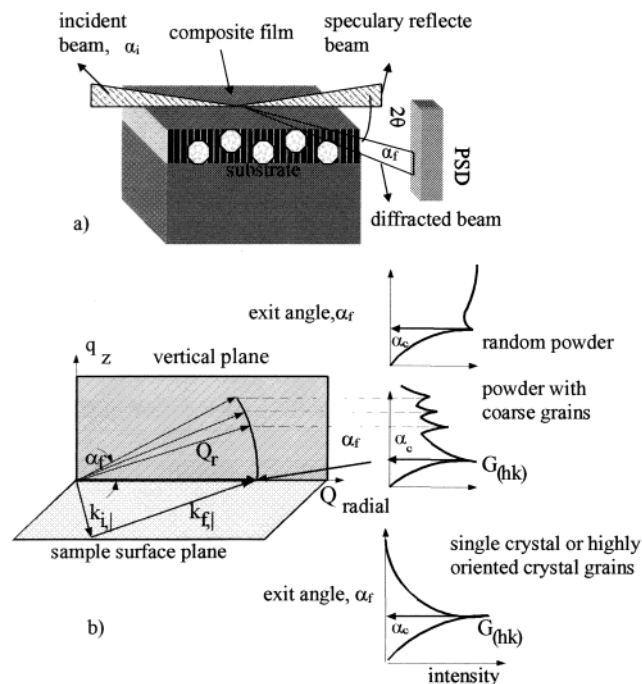 incident
beam, αi
composite film
speculary reflecte
beam
2θ
αf
PSD
substrate
a)
diffracted beam
exit angle,αf
αc
random powder
qz
vertical plane
powder with
coarse grains
αf
Qr
αf
αc
G(hk)
Q radial
ki,|
kf,|
sample surface plane
single crystal or highly
oriented crystal grains
exit angle, αf
αc
G(hk)
b)
intensity